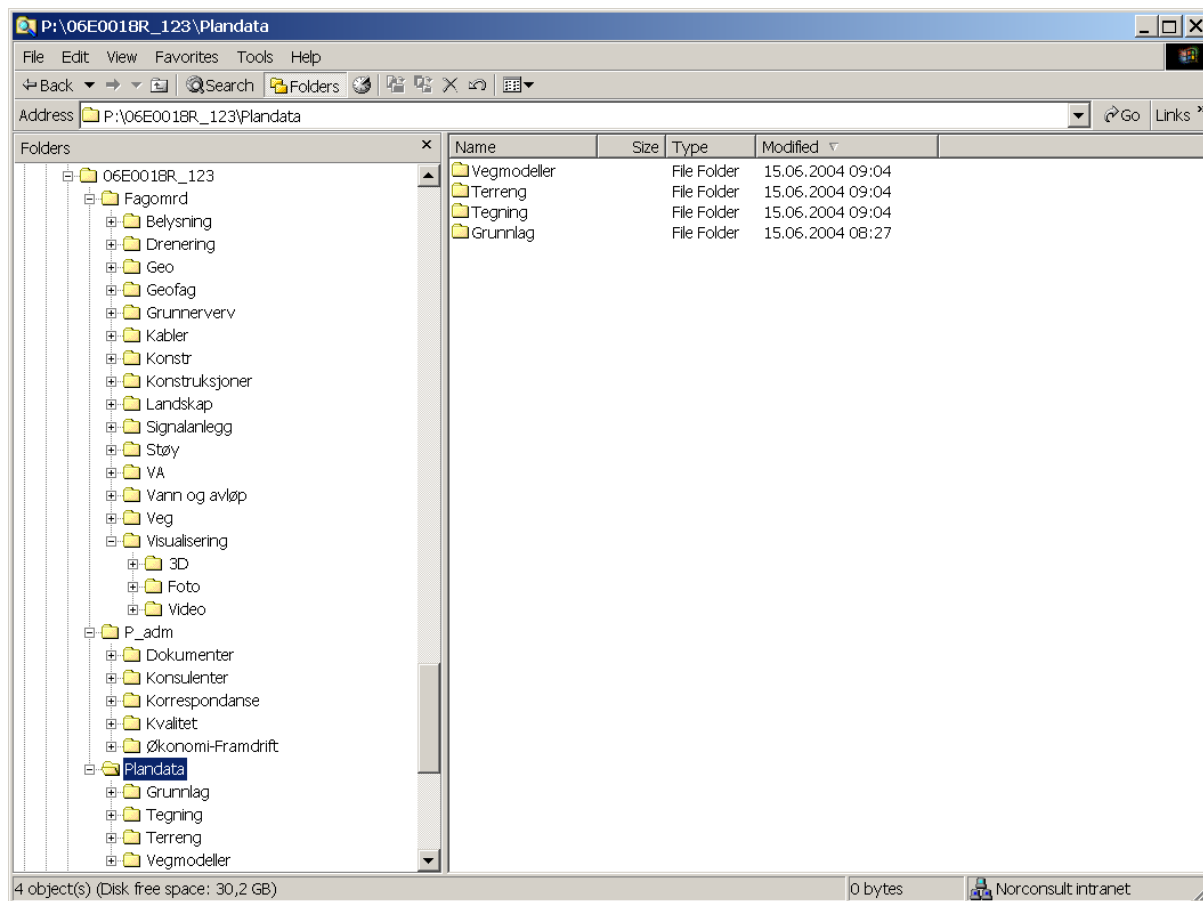 P:\06E0018R_123\Plandata
File Edit View Favorites Tools Help
Back Search Folders
Address P:\06E0018R_123\Plandata Go Links »
Folders
06E0018R_123
Fagomrd
Belysning
Drenering
Geo
Geofag
Grunnerverv
Kabler
Konstr
Konstruksjoner
Landskap
Signalanlegg
Støy
VA
Vann og avløp
Veg
Visualisering
3D
Foto
Video
P_adm
Dokumenter
Konsulenter
Korrespondanse
Kvalitet
Økonomi-Framdrift
Plandata
Grunnlag
Tegning
Terreng
Vegmodeller
Name Size Type Modified
Vegmodeller File Folder 15.06.2004 09:04
Terreng File Folder 15.06.2004 09:04
Tegning File Folder 15.06.2004 09:04
Grunnlag File Folder 15.06.2004 08:27
4 object(s) (Disk free space: 30,2 GB) 0 bytes Norconsult intranet